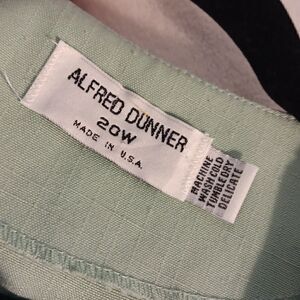 ALFRED DUNNER
20W
MADE IN U.S.A.
MACHINE
WASH COLD
TUMBLE DRY
DELICATE